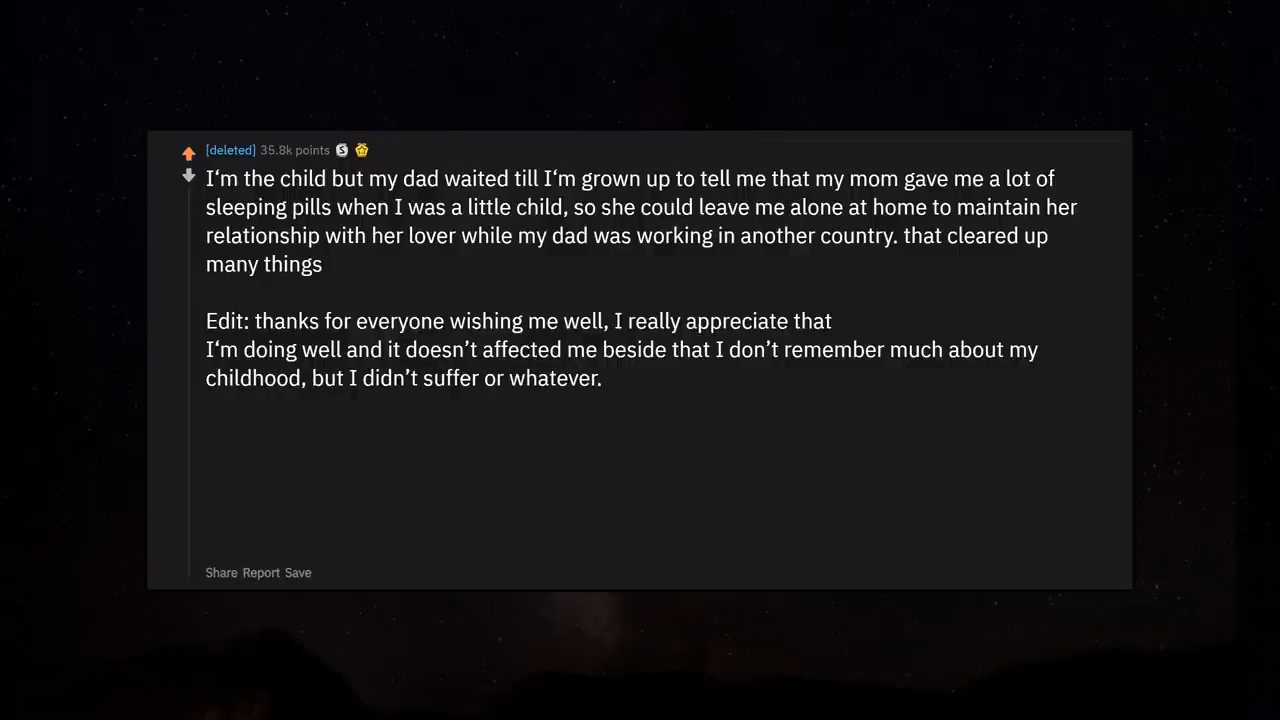 [deleted] 35.8k points
I‘m the child but my dad waited till I‘m grown up to tell me that my mom gave me a lot of
sleeping pills when I was a little child, so she could leave me alone at home to maintain her
relationship with her lover while my dad was working in another country. that cleared up
many things
Edit: thanks for everyone wishing me well, I really appreciate that
I‘m doing well and it doesn’t affected me beside that I don’t remember much about my
childhood, but I didn’t suffer or whatever.
Share Report Save